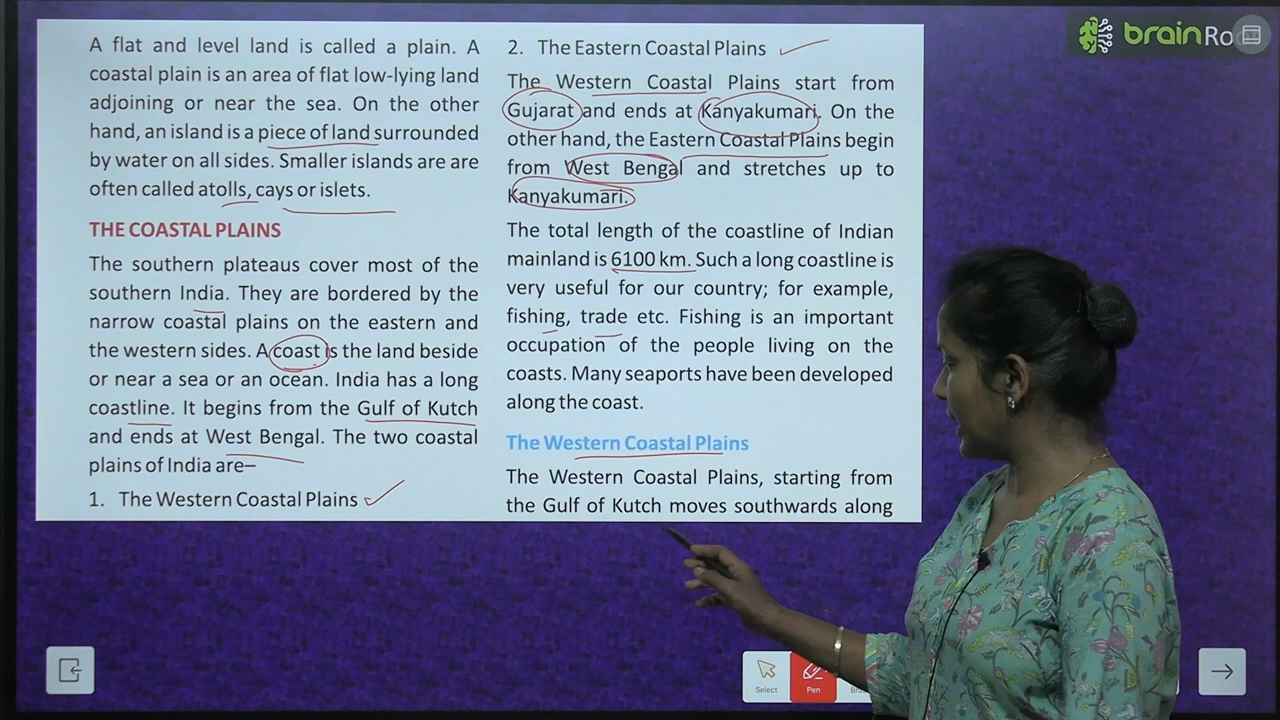 A flat and level land is called a plain. A
coastal plain is an area of flat low-lying land
adjoining or near the sea. On the other
hand, an island is a piece of land surrounded
by water on all sides. Smaller islands are are
often called atolls, cays or islets.
THE COASTAL PLAINS
The southern plateaus cover most of the
southern India. They are bordered by the
narrow coastal plains on the eastern and
the western sides. A coast is the land beside
or near a sea or an ocean. India has a long
coastline. It begins from the Gulf of Kutch
and ends at West Bengal. The two coastal
plains of India are–
1. The Western Coastal Plains
2. The Eastern Coastal Plains
The Western Coastal Plains start from
Gujarat and ends at Kanyakumari. On the
other hand, the Eastern Coastal Plains begin
from West Bengal and stretches up to
Kanyakumari.
The total length of the coastline of Indian
mainland is 6100 km. Such a long coastline is
very useful for our country; for example,
fishing, trade etc. Fishing is an important
occupation of the people living on the
coasts. Many seaports have been developed
along the coast.
The Western Coastal Plains
The Western Coastal Plains, starting from
the Gulf of Kutch moves southwards along
brain
Select
Pen